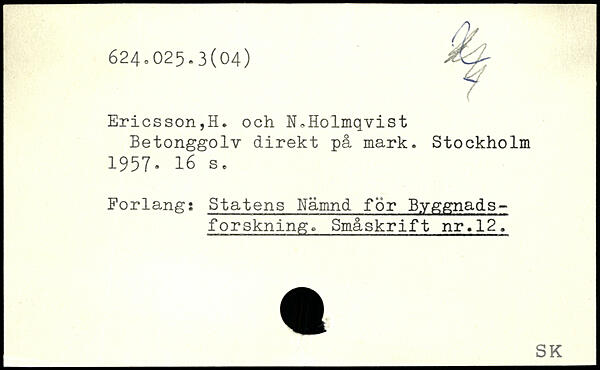 624.025.3(04)
Ericsson,H. och N.Holmqvist
Betonggolv direkt på mark. Stockholm
1957. 16 s.
Forlang: Statens Nämnd för Byggnads-
forskning. Småskrift nr.12.
SK